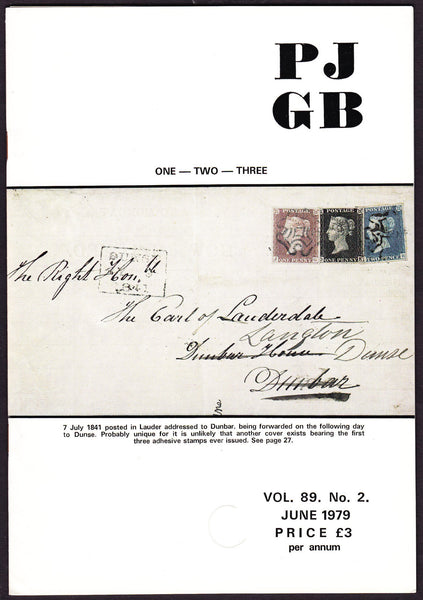 PJ
GB
ONE — TWO — THREE
POSTAGE POSTAGE POSTAGE
ONE PENNY ONE PENNY TWO PENCE
1841
The Right Hon.ble
The Earl of Lauderdale
Langton
Dunbar House Dunse
Dunbar
7 July 1841 posted in Lauder addressed to Dunbar, being forwarded on the following day
to Dunse. Probably unique for it is unlikely that another cover exists bearing the first
three adhesive stamps ever issued. See page 27.
VOL. 89. No. 2.
JUNE 1979
PRICE £3
per annum